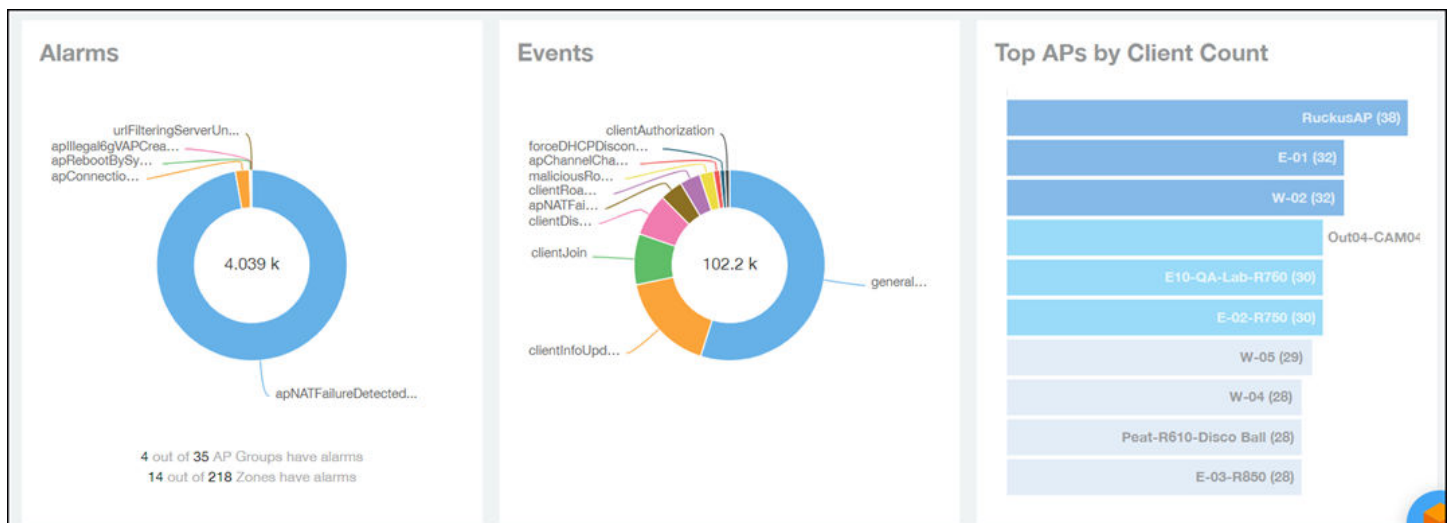 Alarms
urlFilteringServerUn...
apIllegal6gVAPCrea...
apRebootBySy...
apConnectio...
4.039 k
apNATFailureDetected...
4 out of 35 AP Groups have alarms
14 out of 218 Zones have alarms
Events
clientAuthorization
forceDHCPDiscon...
apChannelCha...
maliciousRo...
clientRoa...
apNATFai...
clientDis...
clientJoin
102.2 k
general...
clientInfoUpd...
Top APs by Client Count
RuckusAP (38)
E-01 (32)
W-02 (32)
Out04-CAM04
E10-QA-Lab-R760 (30)
E-02-R750 (30)
W-05 (29)
W-04 (28)
Peat-R610-Disco Ball (28)
E-03-R850 (28)